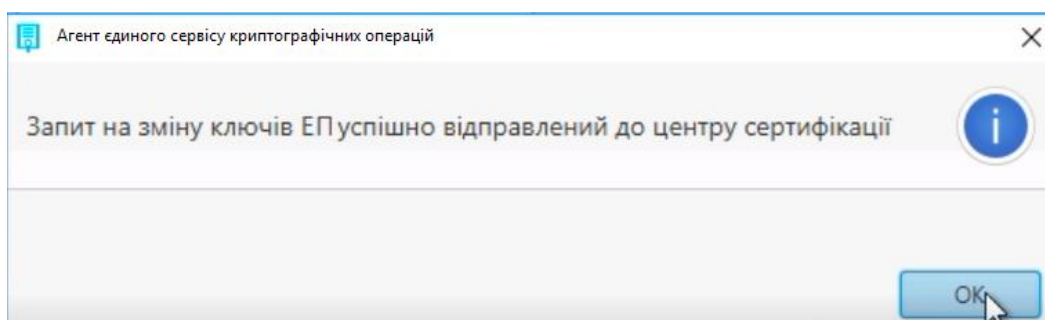 Агент єдиного сервісу криптографічних операцій
Запит на зміну ключів ЕП успішно відправлений до центру сертифікації
OK